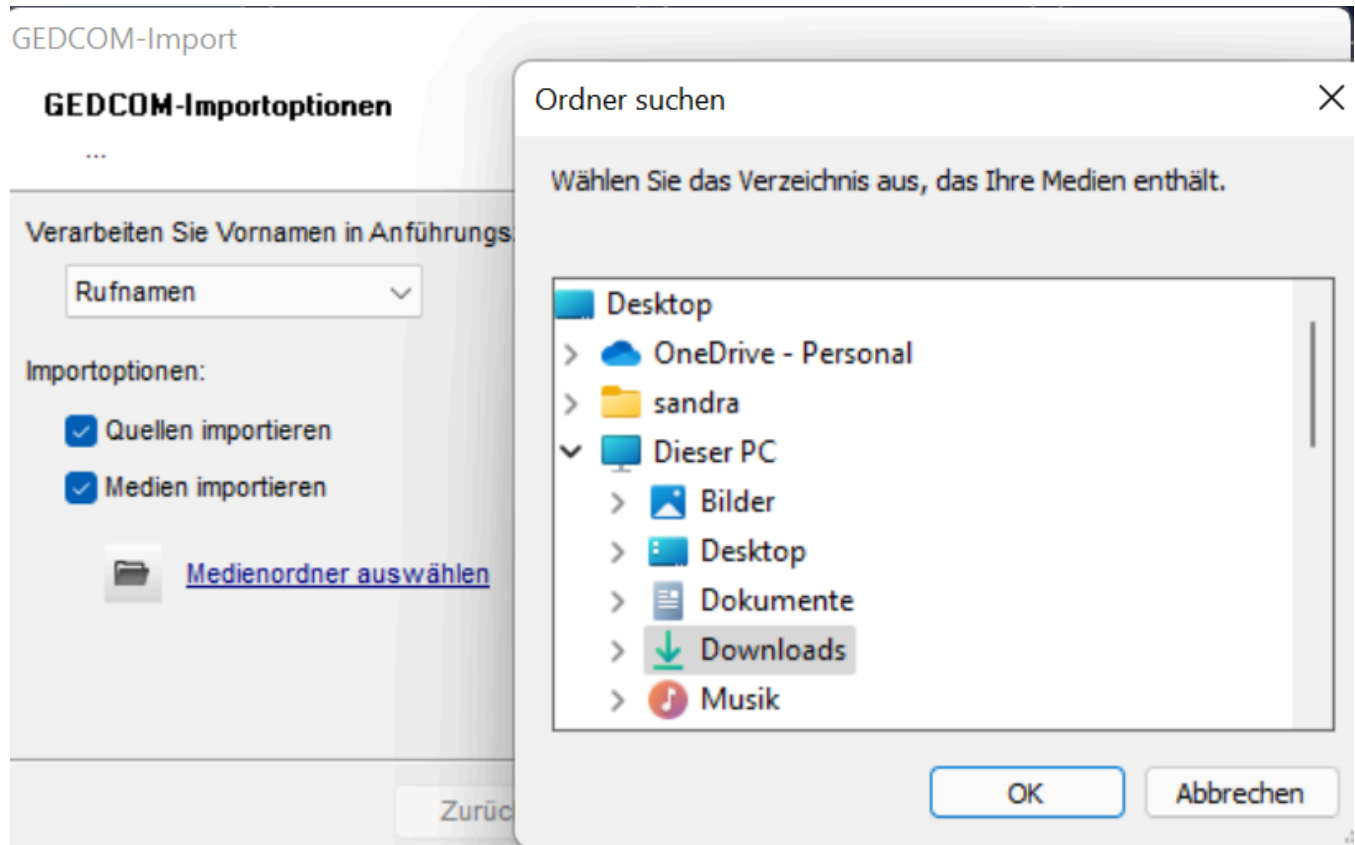 GEDCOM-Import
GEDCOM-Importoptionen
...
Verarbeiten Sie Vornamen in Anführungs
Rufnamen
Importoptionen:
Quellen importieren
Medien importieren
Medienordner auswählen
Zurüc
Ordner suchen
Wählen Sie das Verzeichnis aus, das Ihre Medien enthält.
Desktop
OneDrive - Personal
sandra
Dieser PC
Bilder
Desktop
Dokumente
Downloads
Musik
OK
Abbrechen